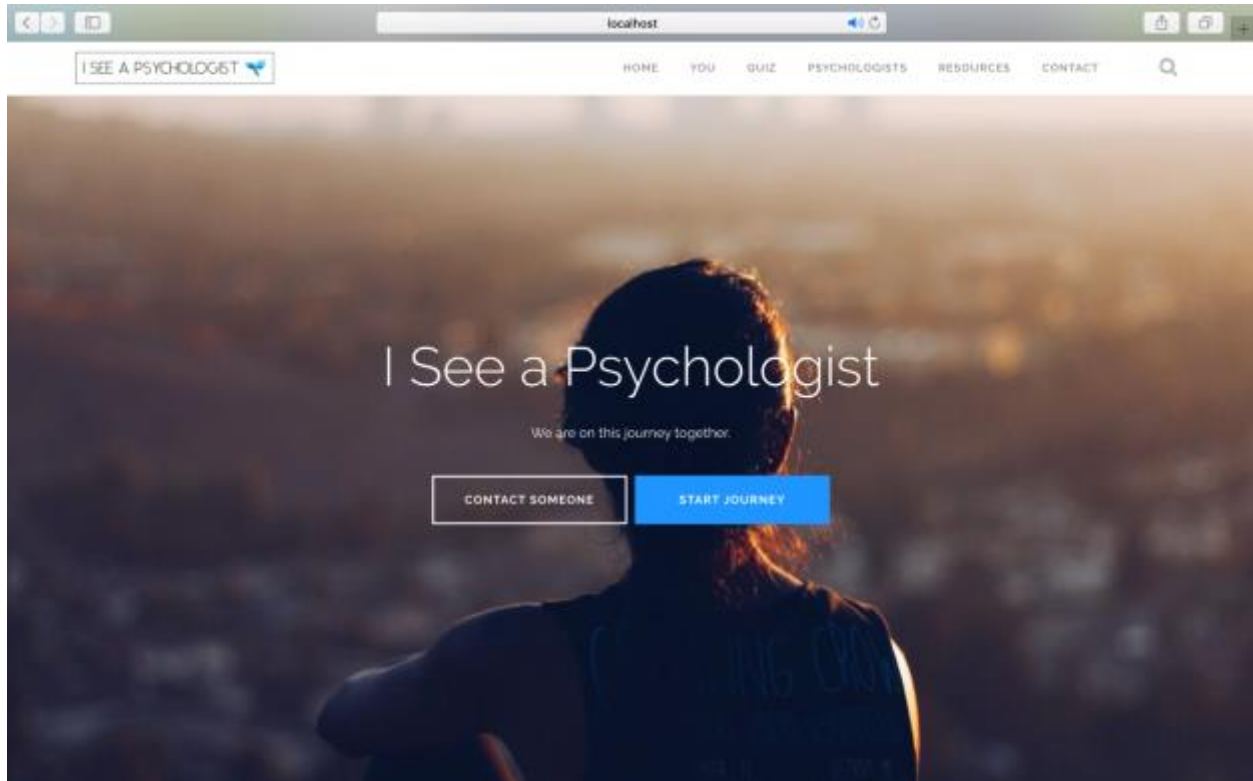 localhost
I SEE A PSYCHOLOGIST
HOME YOU QUIZ PSYCHOLOGISTS RESOURCES CONTACT
I See a Psychologist
We are on this journey together.
CONTACT SOMEONE START JOURNEY